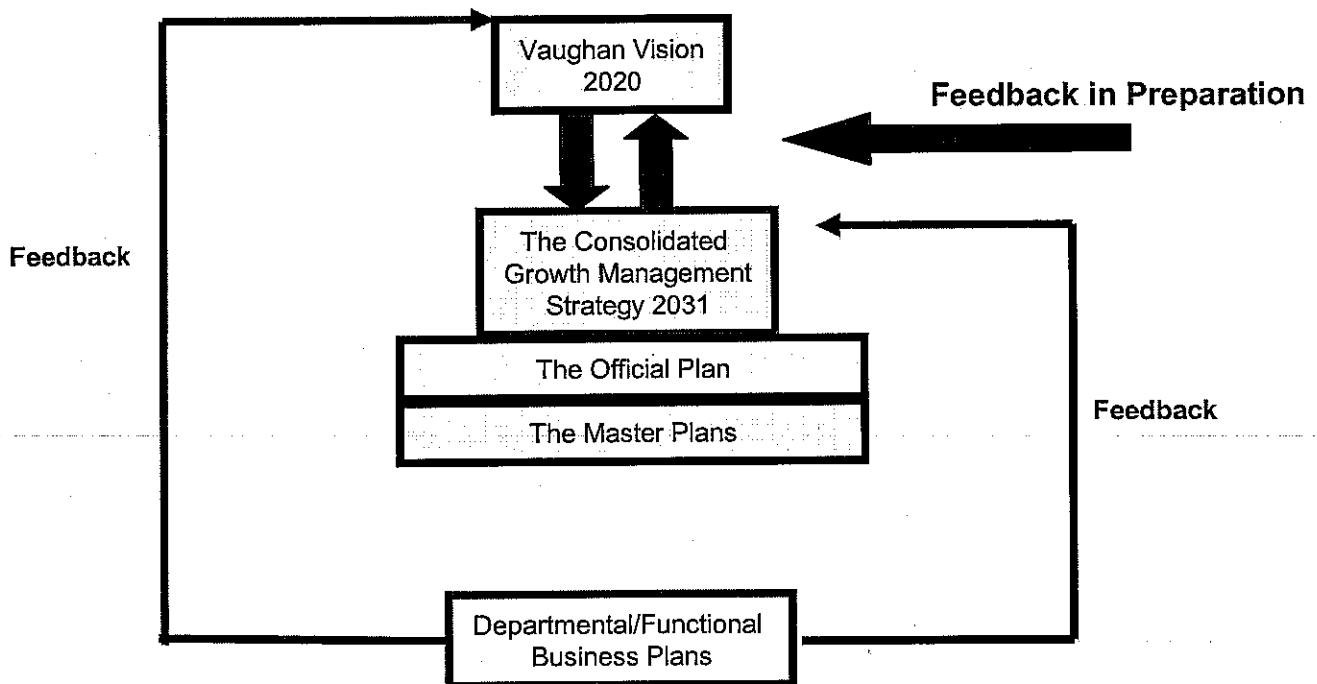 Vaughan Vision
2020
Feedback in Preparation
Feedback
The Consolidated
Growth Management
Strategy 2031
The Official Plan
The Master Plans
Feedback
Departmental/Functional
Business Plans